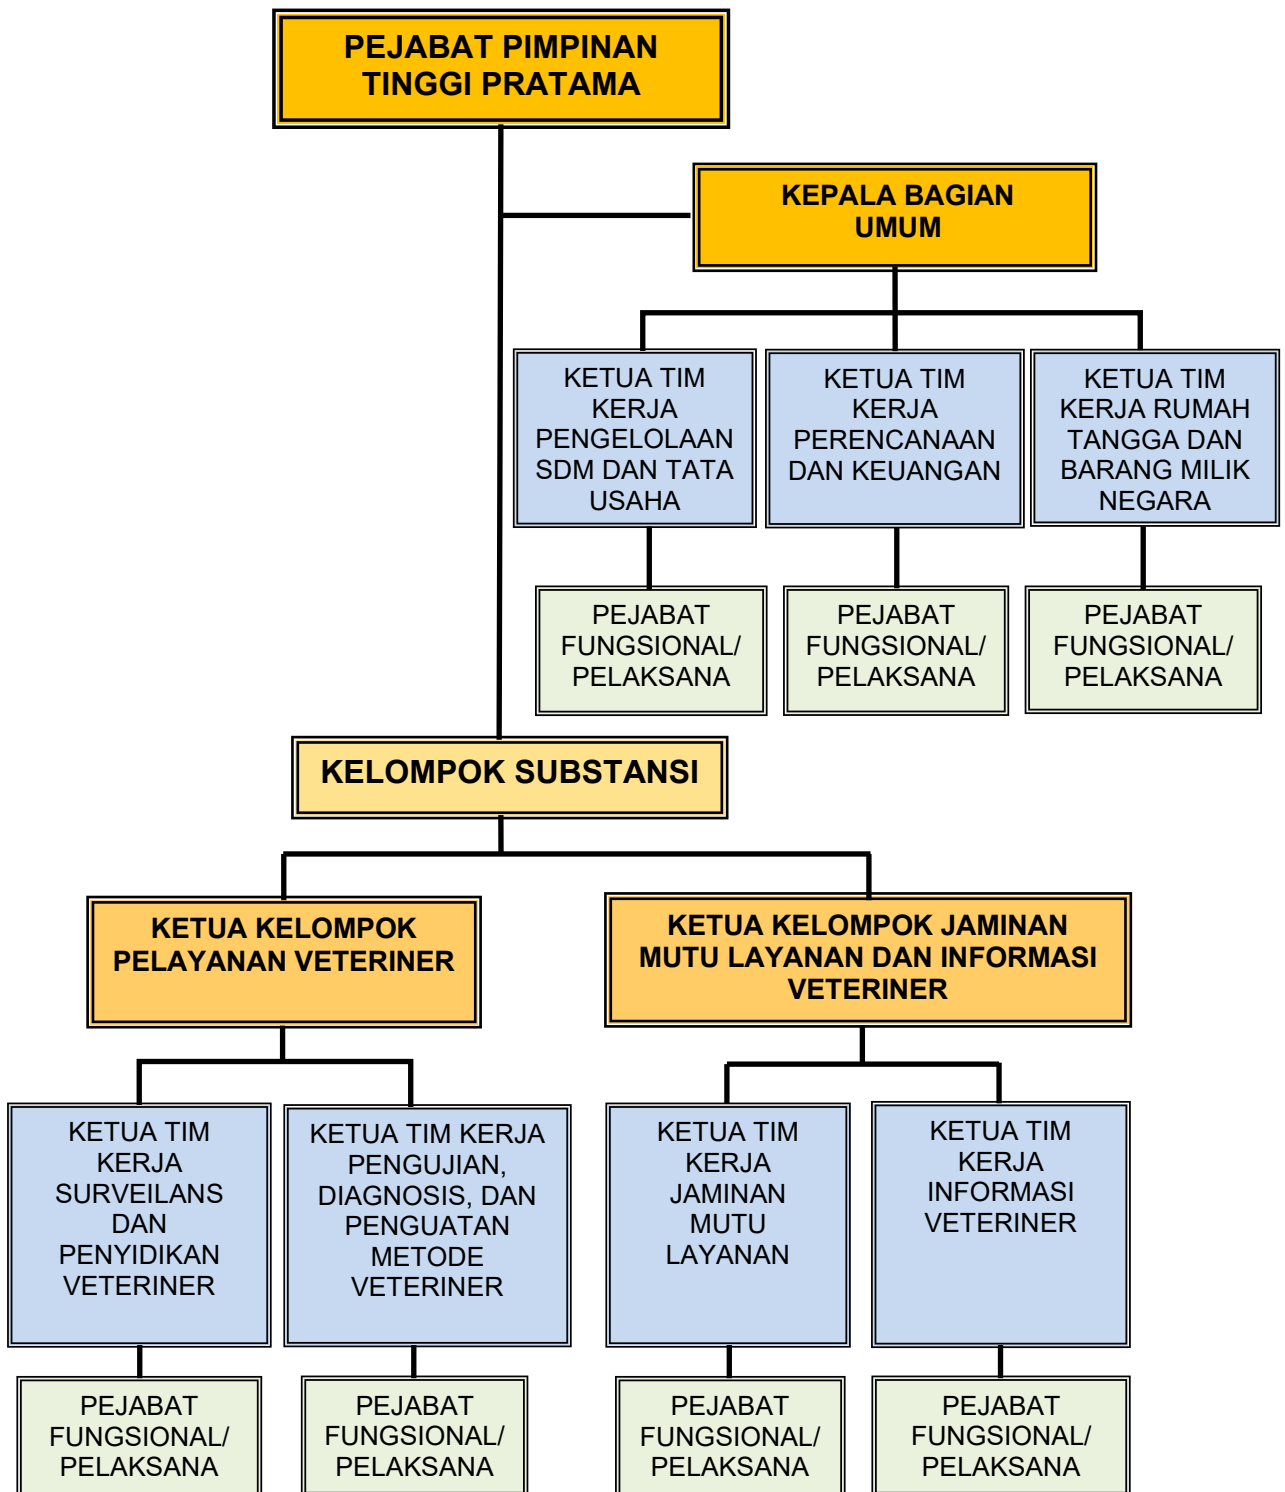 PEJABAT PIMPINAN
TINGGI PRATAMA
KEPALA BAGIAN
UMUM
KETUA TIM
KERJA
PENGELOLAAN
SDM DAN TATA
USAHA
KETUA TIM
KERJA
PERENCANAAN
DAN KEUANGAN
KETUA TIM
KERJA RUMAH
TANGGA DAN
BARANG MILIK
NEGARA
PEJABAT
FUNGSIONAL/
PELAKSANA
PEJABAT
FUNGSIONAL/
PELAKSANA
PEJABAT
FUNGSIONAL/
PELAKSANA
KELOMPOK SUBSTANSI
KETUA KELOMPOK
PELAYANAN VETERINER
KETUA KELOMPOK JAMINAN
MUTU LAYANAN DAN INFORMASI
VETERINER
KETUA TIM
KERJA
SURVEILANS
DAN
PENYIDIKAN
VETERINER
KETUA TIM KERJA
PENGUJIAN,
DIAGNOSIS, DAN
PENGUATAN
METODE
VETERINER
KETUA TIM
KERJA
JAMINAN
MUTU
LAYANAN
KETUA TIM
KERJA
INFORMASI
VETERINER
PEJABAT
FUNGSIONAL/
PELAKSANA
PEJABAT
FUNGSIONAL/
PELAKSANA
PEJABAT
FUNGSIONAL/
PELAKSANA
PEJABAT
FUNGSIONAL/
PELAKSANA